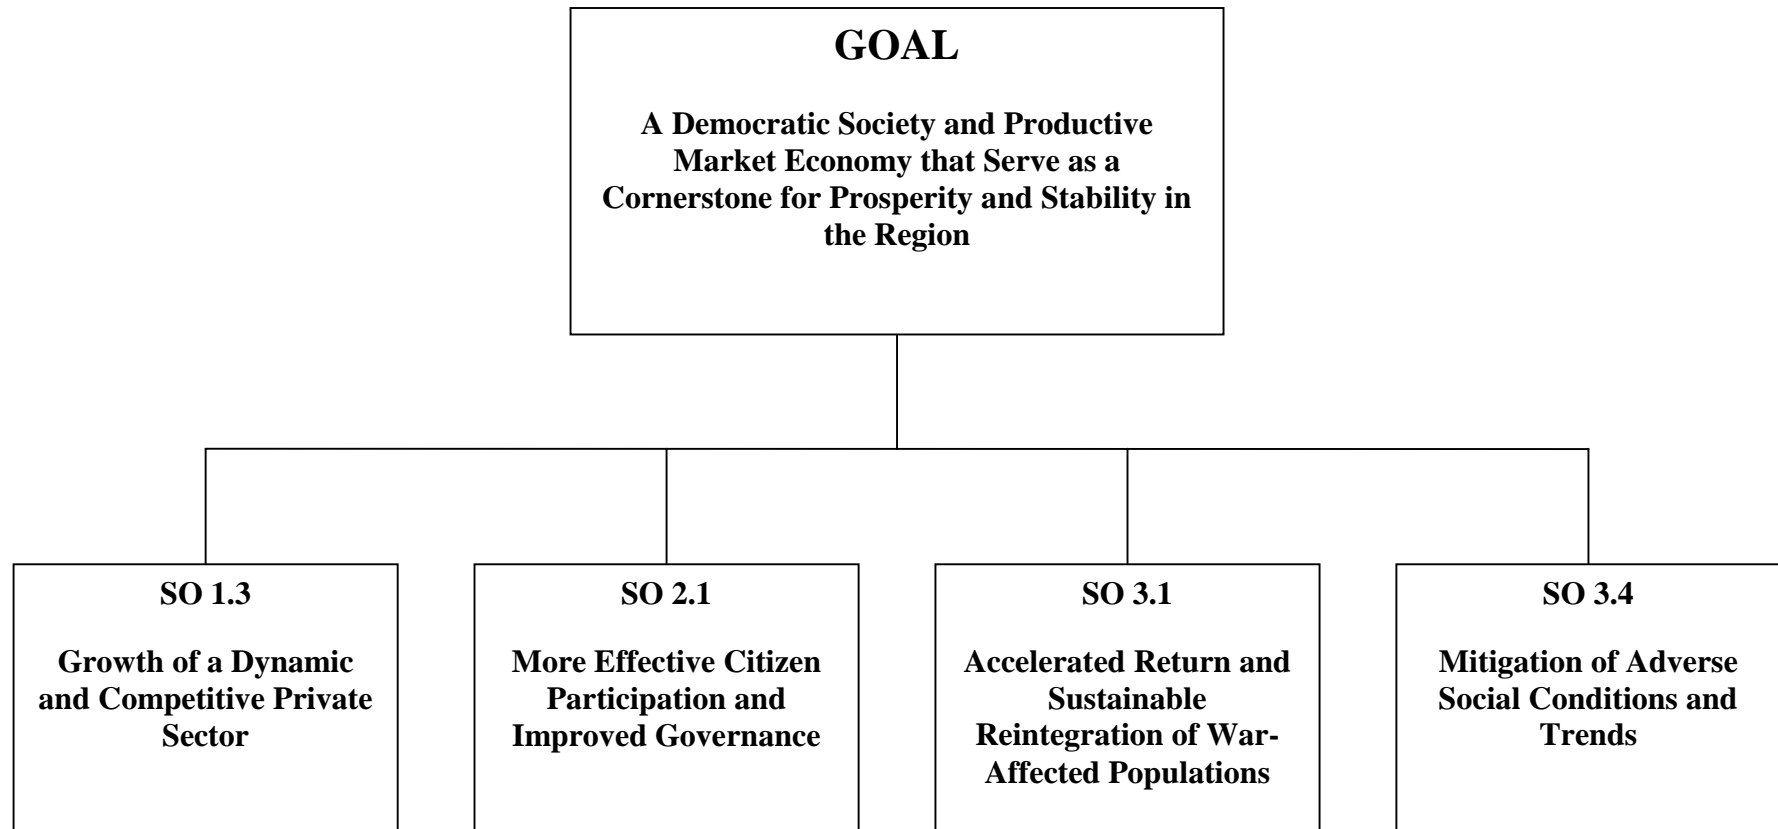 GOAL
A Democratic Society and Productive
Market Economy that Serve as a
Cornerstone for Prosperity and Stability in
the Region
SO 1.3
Growth of a Dynamic
and Competitive Private
Sector
SO 2.1
More Effective Citizen
Participation and
Improved Governance
SO 3.1
Accelerated Return and
Sustainable
Reintegration of War-
Affected Populations
SO 3.4
Mitigation of Adverse
Social Conditions and
Trends